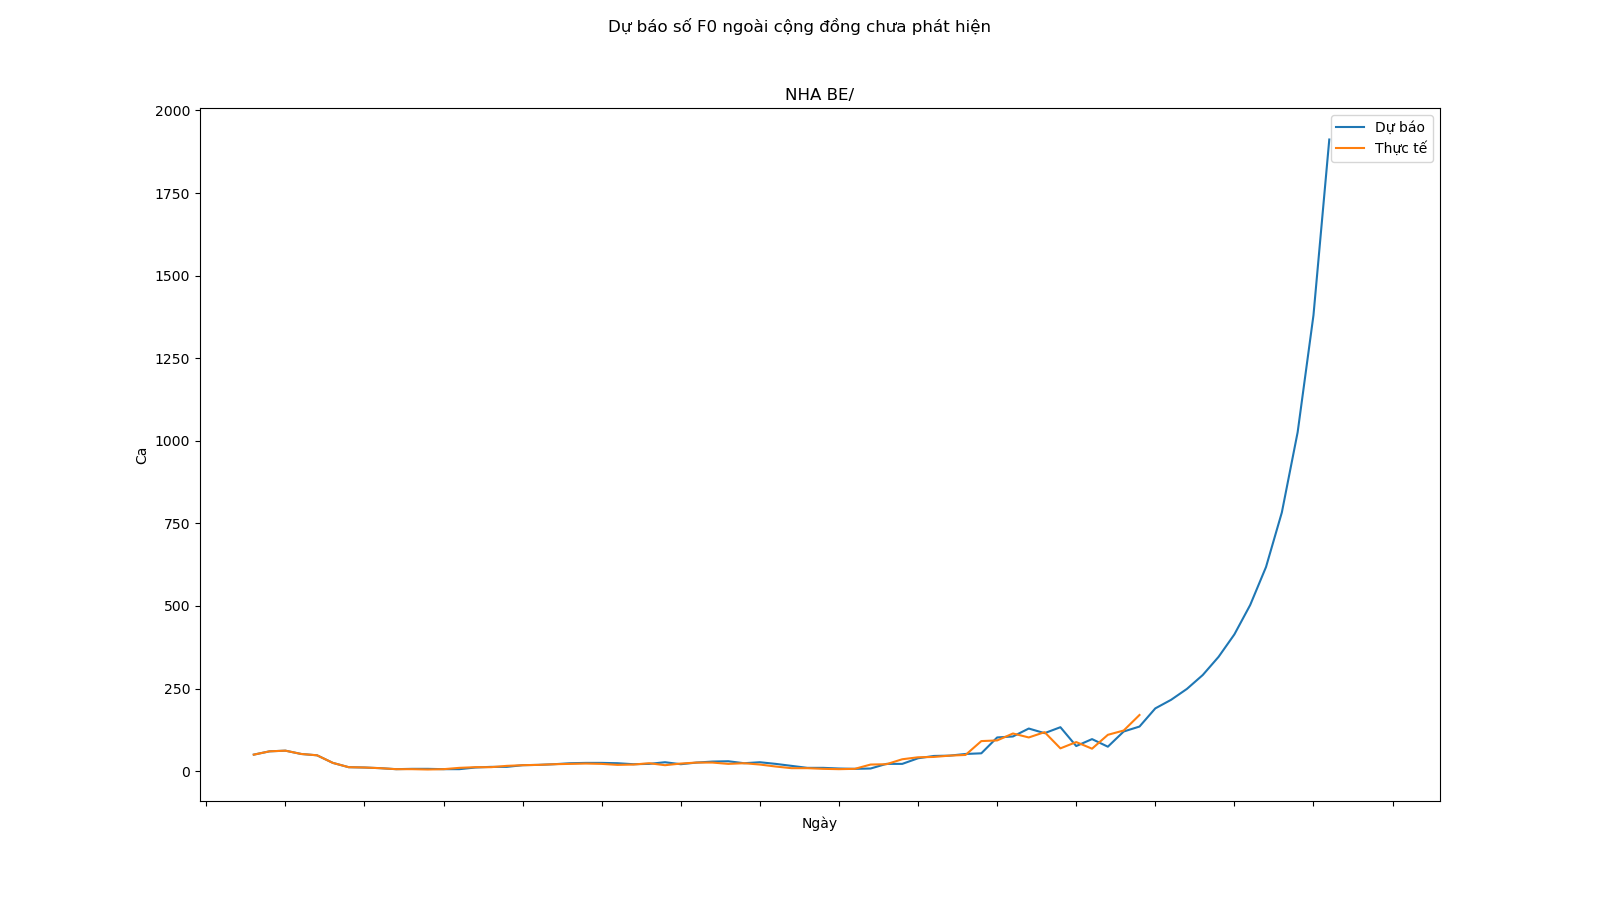 Dự báo số F0 ngoài cộng đồng chưa phát hiện
NHA BE/
2000
1750
1500
1250
1000
750
500
250
0
Ca
Ngày
Dự báo
Thực tế